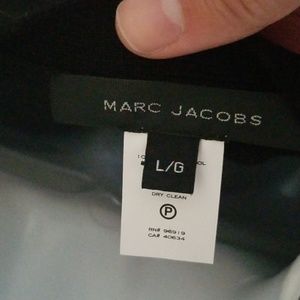 MARC JACOBS
L/G
DRY CLEAN
P
RN# 96919
CA# 40634